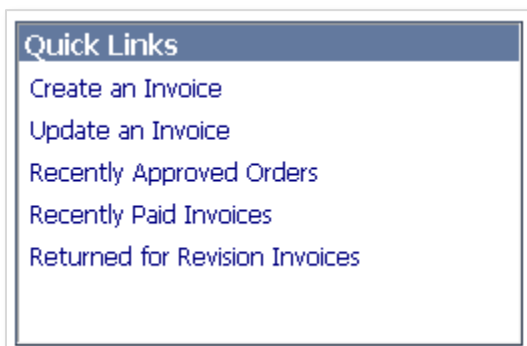 Quick Links
Create an Invoice
Update an Invoice
Recently Approved Orders
Recently Paid Invoices
Returned for Revision Invoices